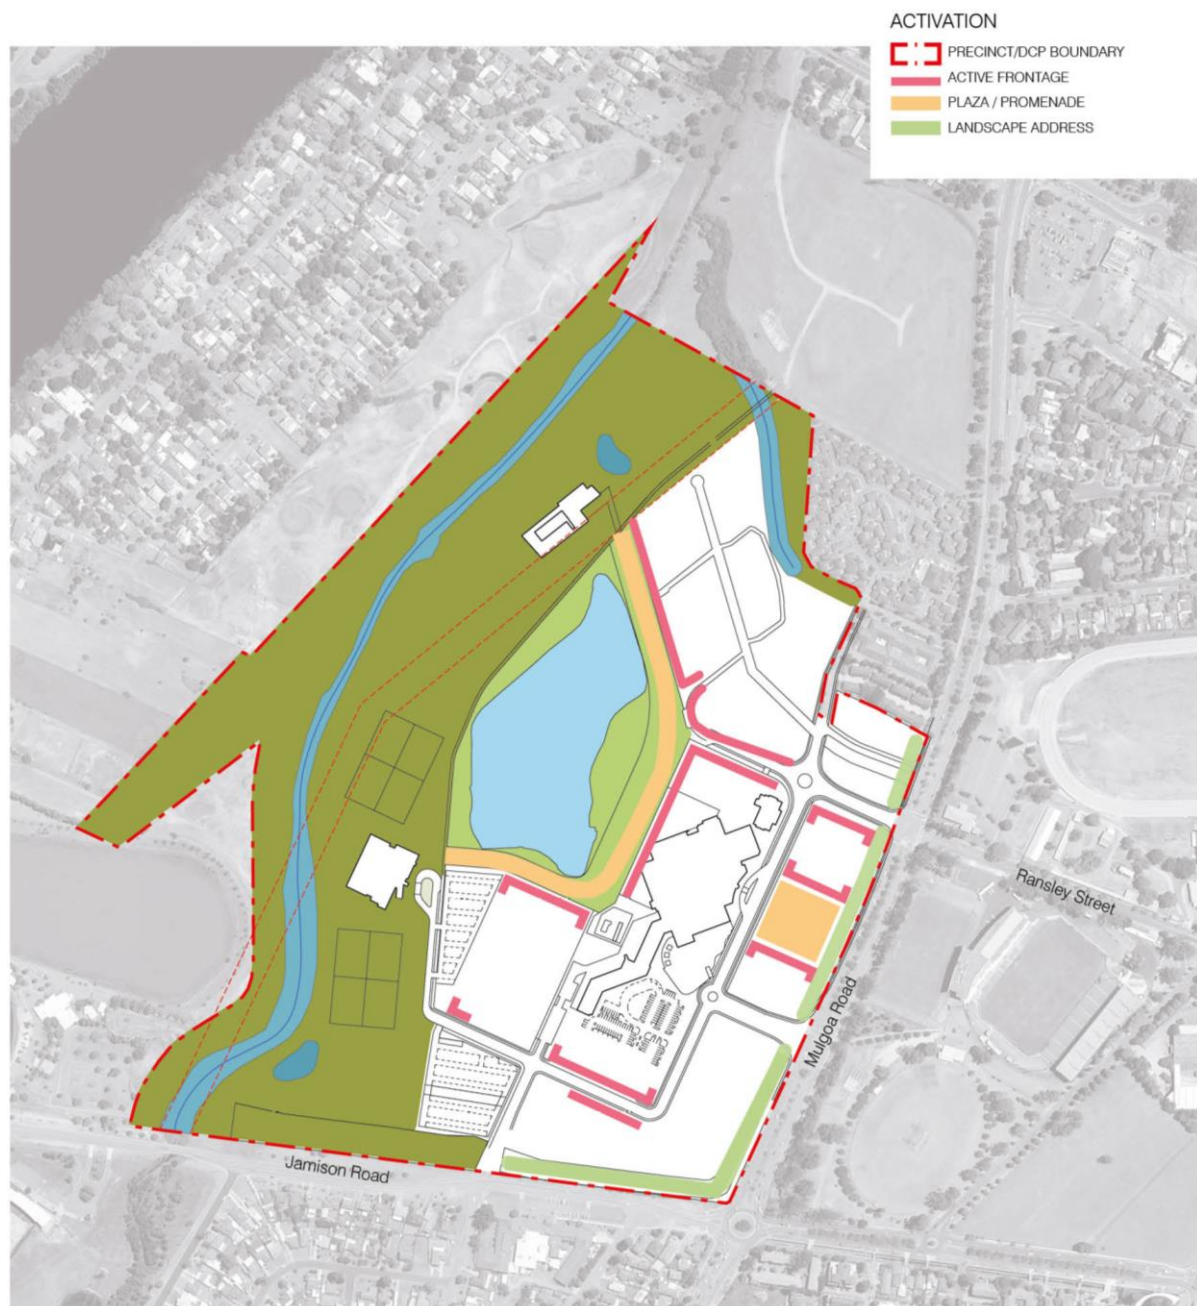 ACTIVATION
PRECINCT/DCP BOUNDARY
ACTIVE FRONTAGE
PLAZA / PROMENADE
LANDSCAPE ADDRESS
Ransley Street
Mulgoa Road
Jamison Road